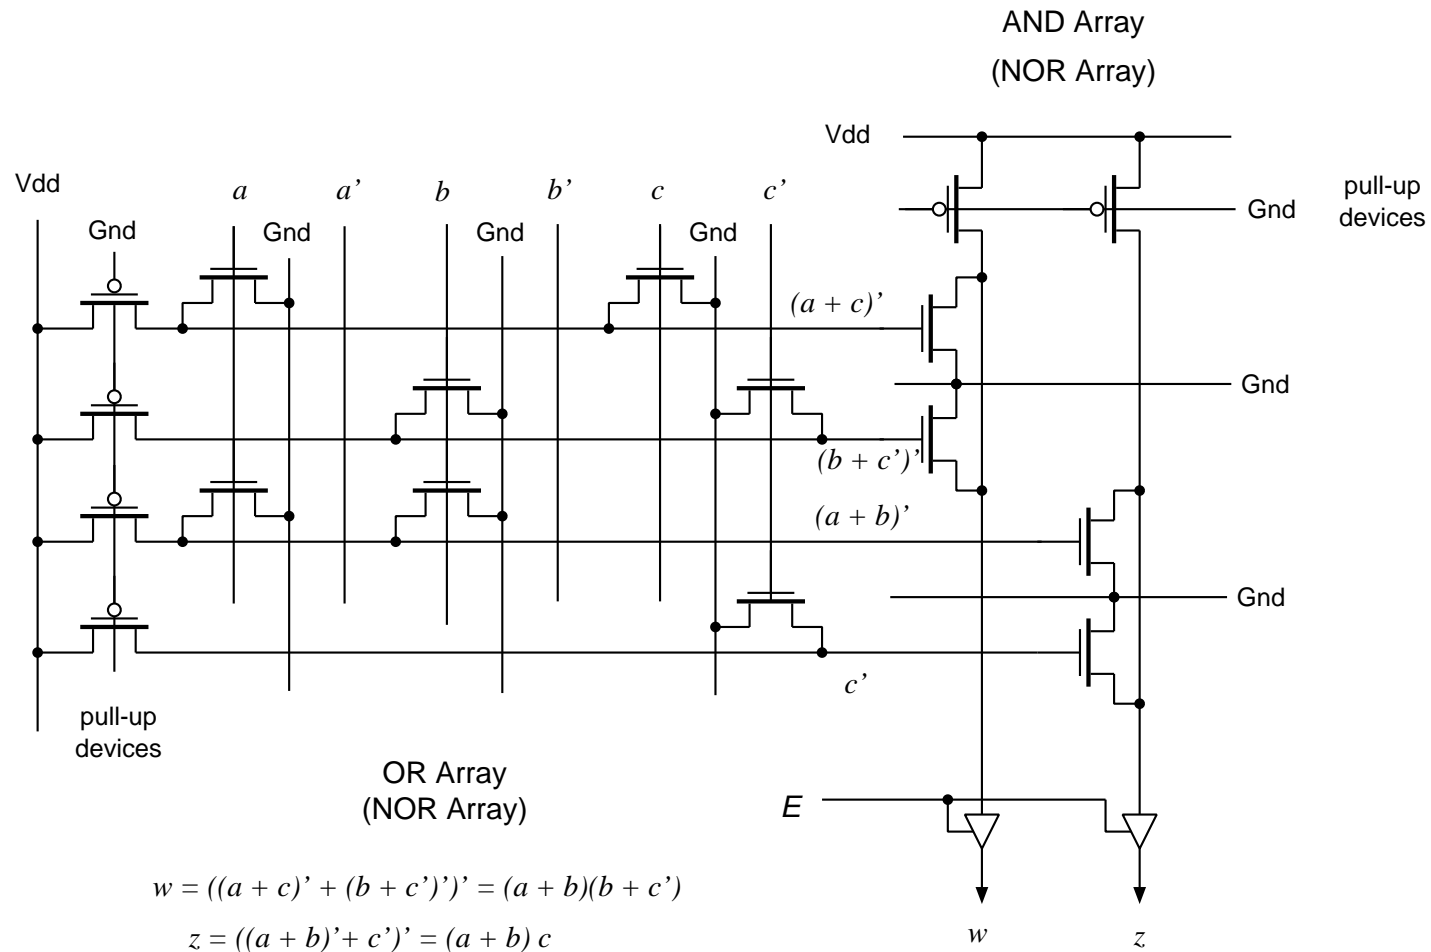 AND Array
(NOR Array)
Vdd
Vdd
a
a’
b
b’
c
c’
pull-up
devices
Gnd
Gnd
Gnd
Gnd
Gnd
(a + c)’
Gnd
(b + c’)’
(a + b)’
Gnd
c’
pull-up
devices
OR Array
(NOR Array)
E
w = ((a + c)’ + (b + c’)’)’ = (a + b)(b + c’)
z = ((a + b)’+ c’)’ = (a + b) c
w
z